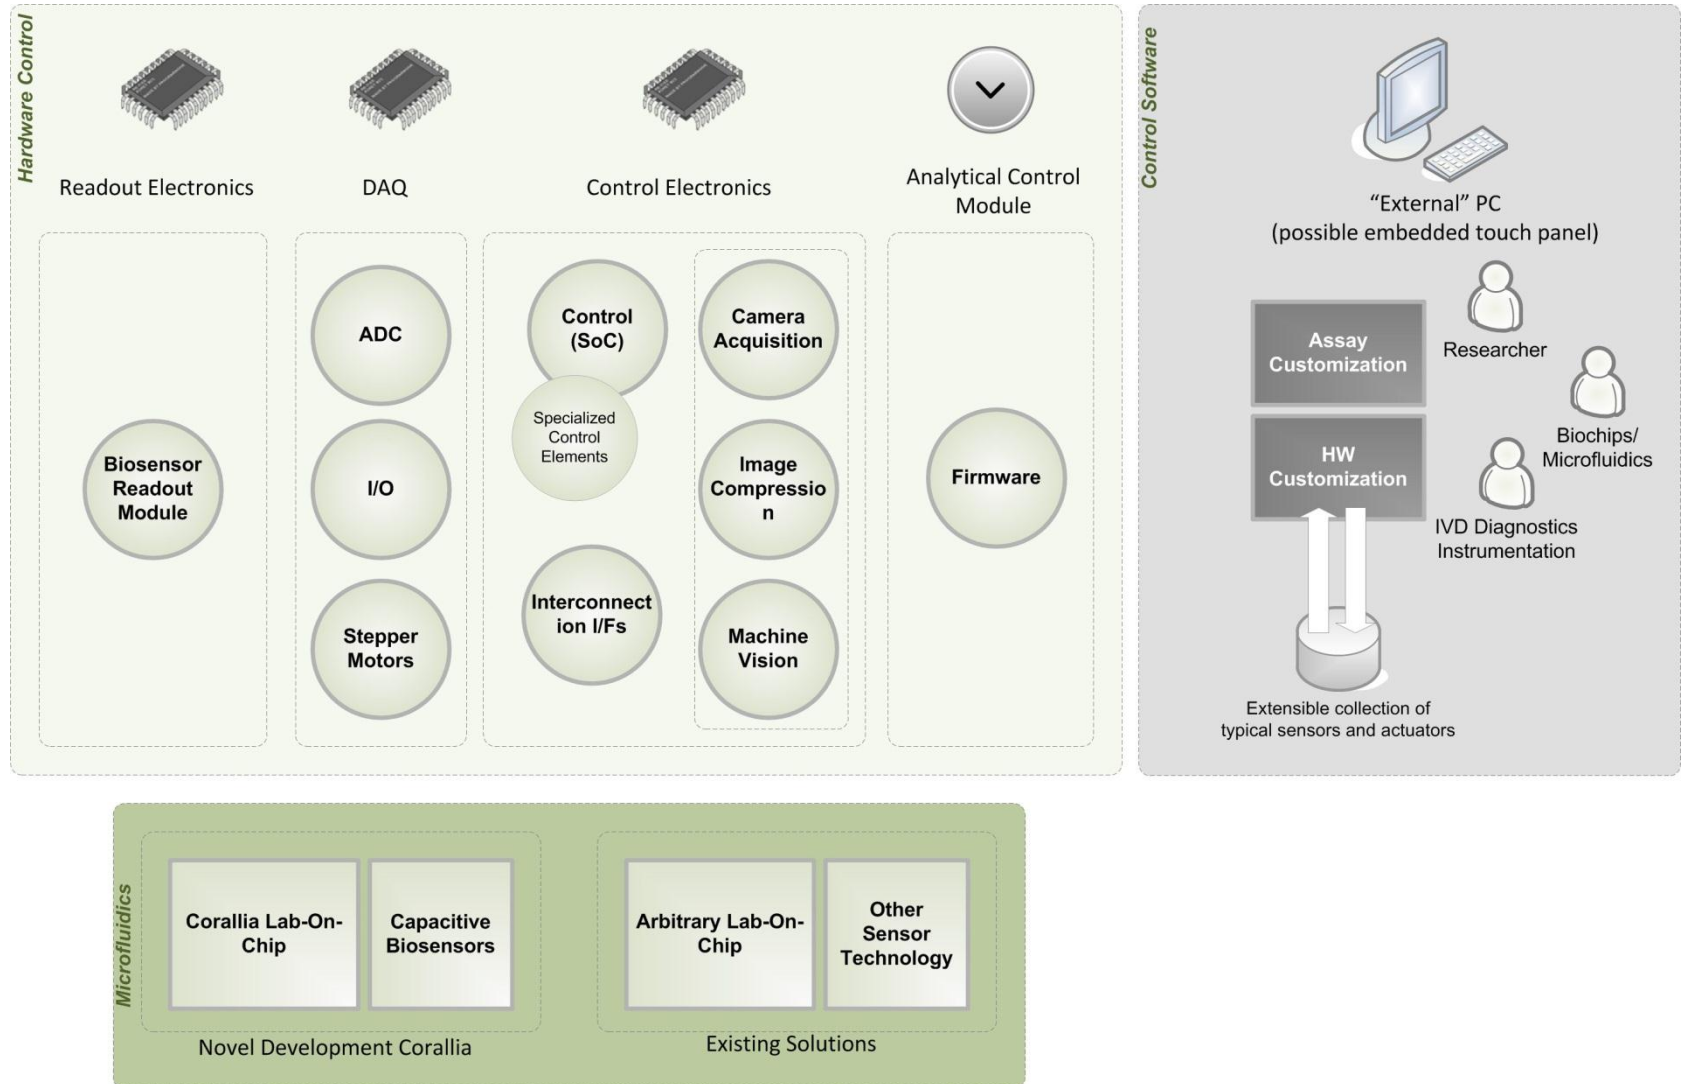 Hardware Control
Readout Electronics
DAQ
Control Electronics
Analytical Control
Module
Biosensor
Readout
Module
ADC
I/O
Stepper
Motors
Control
(SoC)
Specialized
Control
Elements
Interconnect
ion I/Fs
Camera
Acquisition
Image
Compressio
n
Machine
Vision
Firmware
Control Software
“External” PC
(possible embedded touch panel)
Assay
Customization
HW
Customization
Researcher
Biochips/
Microfluidics
IVD Diagnostics
Instrumentation
Extensible collection of
typical sensors and actuators
Microfluidics
Corallia Lab-On-
Chip
Capacitive
Biosensors
Novel Development Corallia
Arbitrary Lab-On-
Chip
Other
Sensor
Technology
Existing Solutions